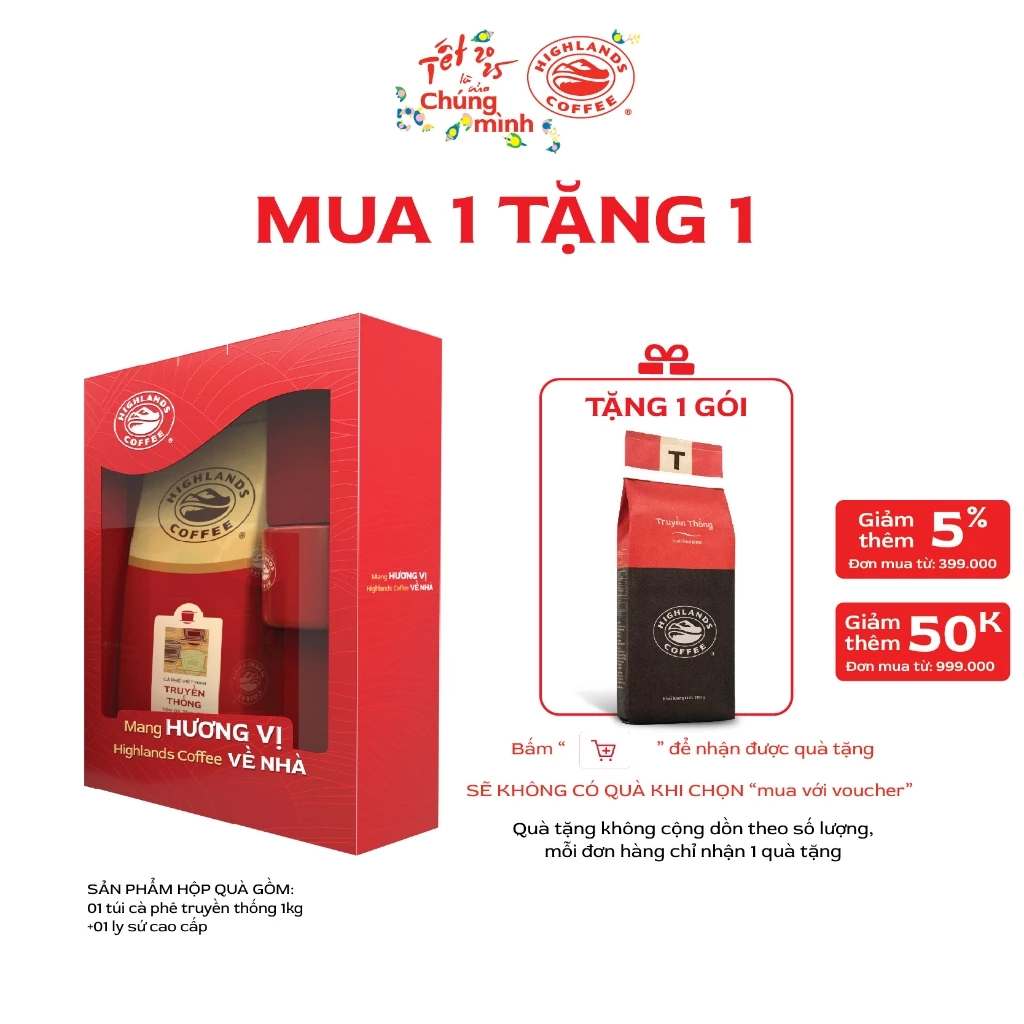 Tết 2025
là của
Chúng
mình
HIGHLANDS
COFFEE
®
MUA 1 TẶNG 1
HIGHLANDS
COFFEE
®
HIGHLANDS
COFFEE
®
CÀ PHÊ VIỆT NAM
TRUYỀN
THỐNG
Mang HƯƠNG VỊ
Highlands Coffee VỀ NHÀ
Mang HƯƠNG VỊ
Highlands Coffee VỀ NHÀ
TẶNG 1 GÓI
T
Truyền Thống
HIGHLANDS
COFFEE
®
Giảm thêm 5%
Đơn mua từ: 399.000
Giảm thêm 50K
Đơn mua từ: 999.000
Bấm “ ” để nhận được quà tặng
SẼ KHÔNG CÓ QUÀ KHI CHỌN “mua với voucher”
Quà tặng không cộng dồn theo số lượng,
mỗi đơn hàng chỉ nhận 1 quà tặng
SẢN PHẨM HỘP QUÀ GỒM:
01 túi cà phê truyền thống 1kg
+01 ly sứ cao cấp